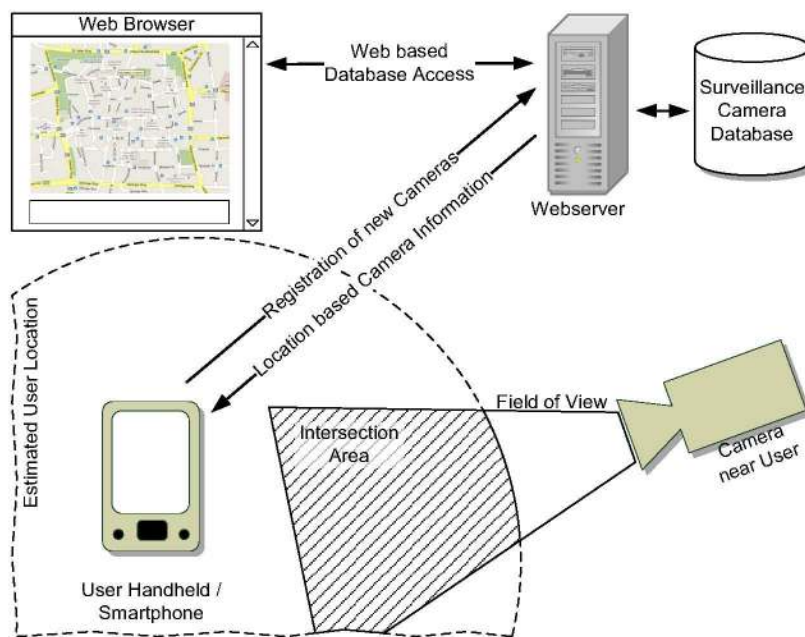 Web Browser
Web based
Database Access
Surveillance
Camera
Database
Webserver
Registration of new Cameras
Location based Camera Information
Estimated User Location
Field of View
Intersection
Area
Camera
near User
User Handheld /
Smartphone